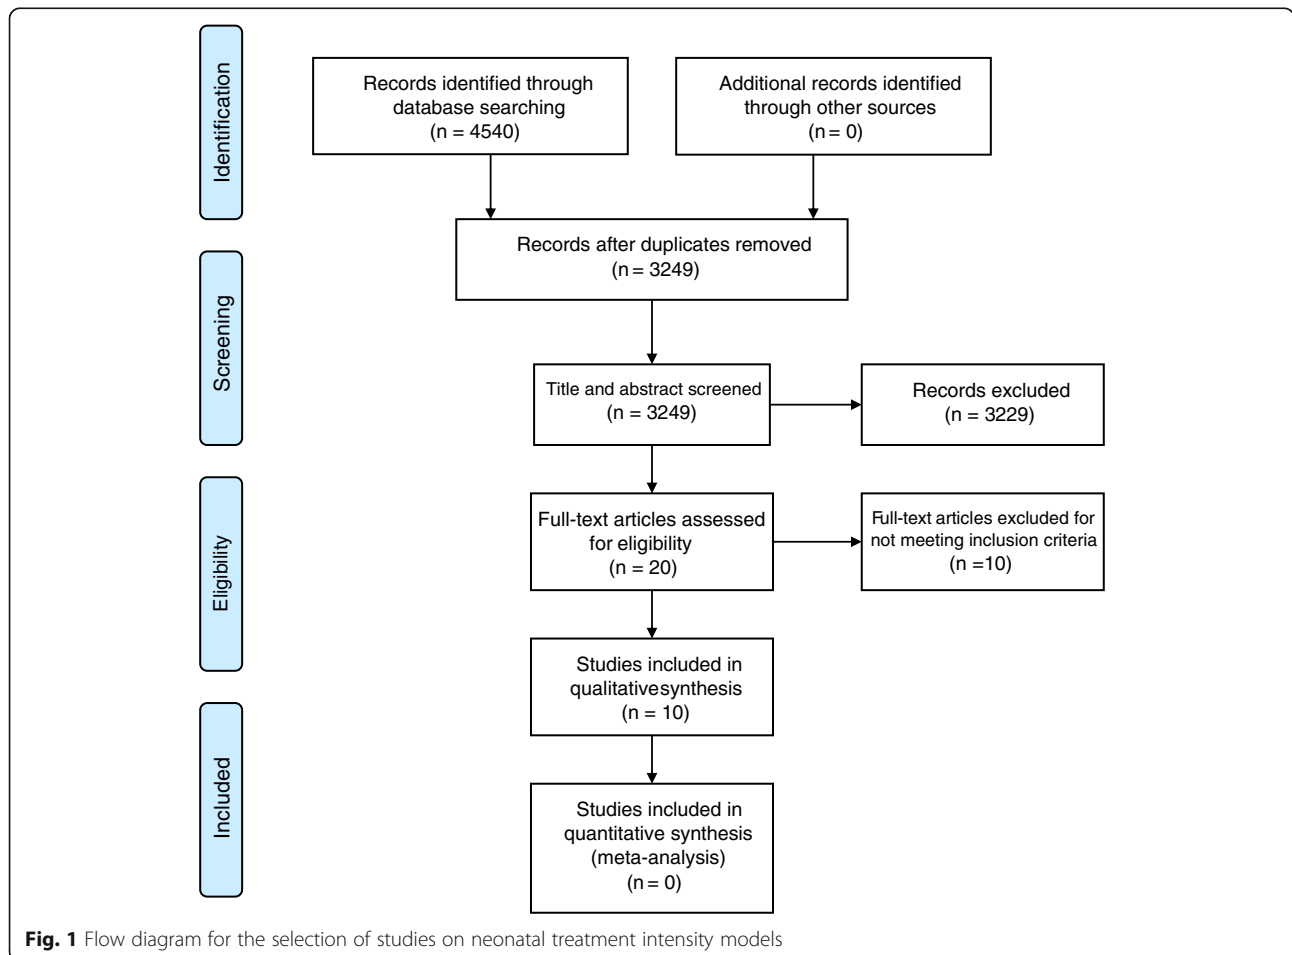 Identification
Records identified through
database searching
(n = 4540)
Additional records identified
through other sources
(n = 0)
Records after duplicates removed
(n = 3249)
Screening
Title and abstract screened
(n = 3249)
Records excluded
(n = 3229)
Eligibility
Full-text articles assessed
for eligibility
(n = 20)
Full-text articles excluded for
not meeting inclusion criteria
(n =10)
Studies included in
qualitativesynthesis
(n = 10)
Included
Studies included in
quantitative synthesis
(meta-analysis)
(n = 0)
Fig. 1 Flow diagram for the selection of studies on neonatal treatment intensity models